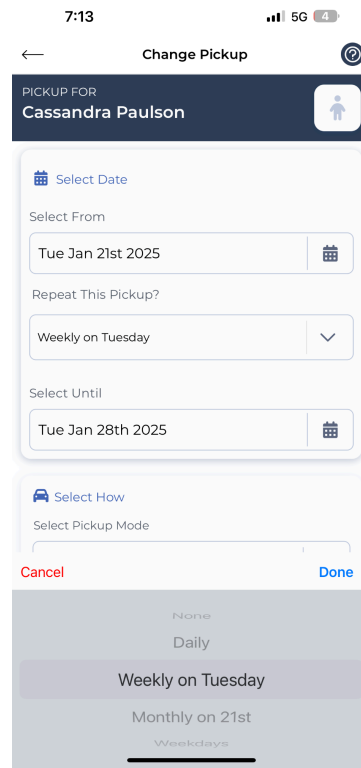 7:13
5G
4
Change Pickup
PICKUP FOR
Cassandra Paulson
Select Date
Select From
Tue Jan 21st 2025
Repeat This Pickup?
Weekly on Tuesday
Select Until
Tue Jan 28th 2025
Select How
Select Pickup Mode
Cancel
Done
None
Daily
Weekly on Tuesday
Monthly on 21st
Weekdays